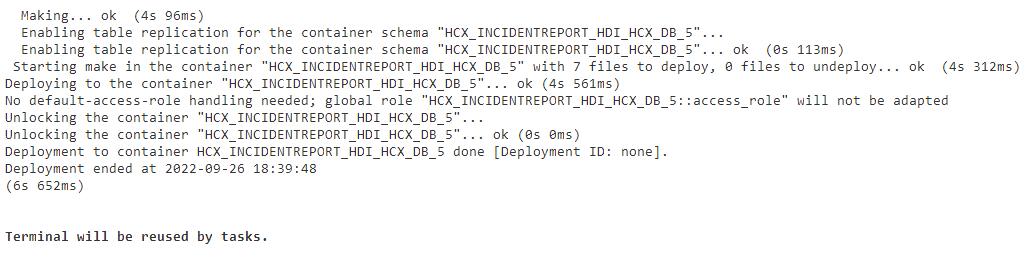 Making... ok (4s 96ms)
Enabling table replication for the container schema "HCX_INCIDENTREPORT_HDI_HCX_DB_5"...
Enabling table replication for the container schema "HCX_INCIDENTREPORT_HDI_HCX_DB_5"... ok (0s 113ms)
Starting make in the container "HCX_INCIDENTREPORT_HDI_HCX_DB_5" with 7 files to deploy, 0 files to undeploy... ok (4s 312ms)
Deploying to the container "HCX_INCIDENTREPORT_HDI_HCX_DB_5"... ok (4s 561ms)
No default-access-role handling needed; global role "HCX_INCIDENTREPORT_HDI_HCX_DB_5::access_role" will not be adapted
Unlocking the container "HCX_INCIDENTREPORT_HDI_HCX_DB_5"...
Unlocking the container "HCX_INCIDENTREPORT_HDI_HCX_DB_5"... ok (0s 0ms)
Deployment to container HCX_INCIDENTREPORT_HDI_HCX_DB_5 done [Deployment ID: none].
Deployment ended at 2022-09-26 18:39:48
(6s 652ms)
Terminal will be reused by tasks.